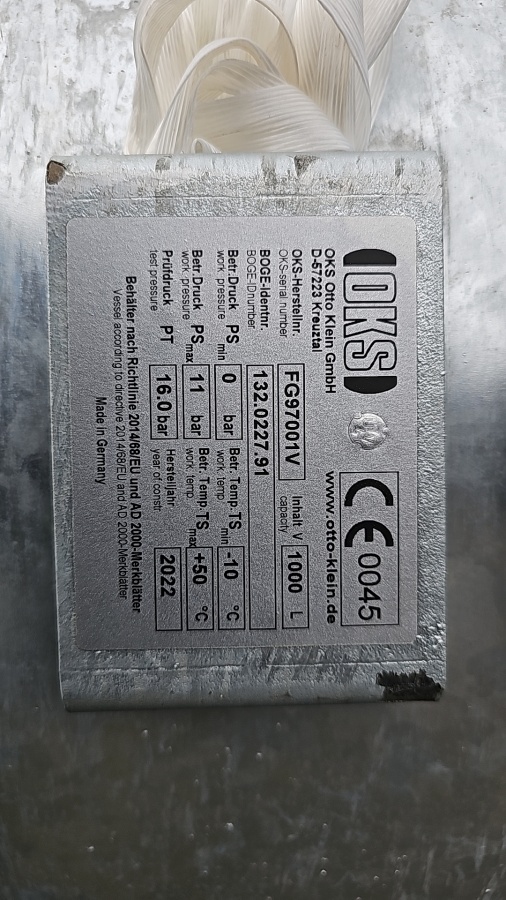 OKS
CE 0045
OKS Otto Klein GmbH
D-57223 Kreuztal
www.otto-klein.de
OKS-Herstellnr. FG97001V Inhalt V 1000 L
OKS-serial number capacity
BOGE-Identnr. 132.0227.91
BOGE-IDnumber
Betr.Druck PS min 0 bar Betr. Temp.TS min -10 °C
work. pressure work. temp.
Betr.Druck PS max 11 bar Betr. Temp.TS max +50 °C
work. pressure work. temp.
Prüfdruck PT 16.0 bar Herstelljahr 2022
test pressure year of constr.
Behälter nach Richtlinie 2014/68/EU und AD 2000-Merkblätter
Vessel according to directive 2014/68/EU and AD 2000-Merkblätter
Made in Germany